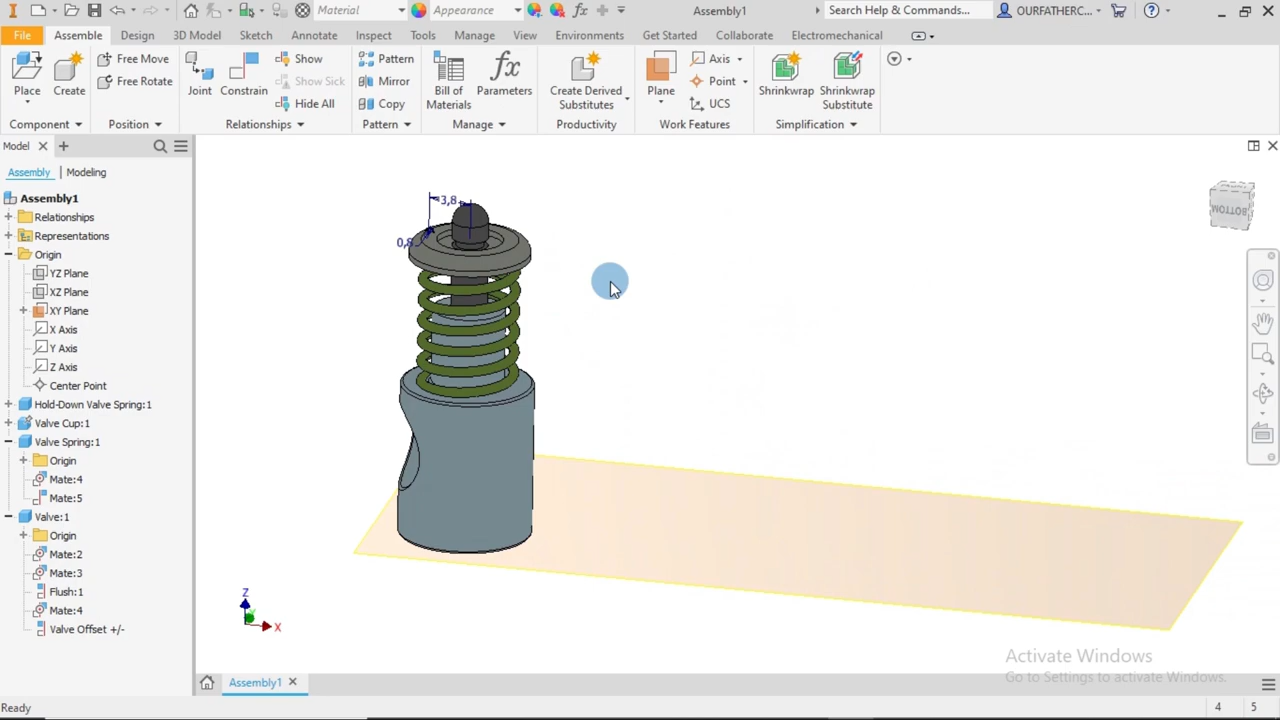 Material
Appearance
Assembly1
Search Help & Commands...
OURFATHERC...
File
Assemble
Design
3D Model
Sketch
Annotate
Inspect
Tools
Manage
View
Environments
Get Started
Collaborate
Electromechanical
Place
Create
Free Move
Free Rotate
Joint
Constrain
Show
Show Sick
Hide All
Pattern
Mirror
Copy
Bill of
Materials
Parameters
Create Derived
Substitutes
Plane
Axis
Point
UCS
Shrinkwrap
Shrinkwrap
Substitute
Component
Position
Relationships
Pattern
Manage
Productivity
Work Features
Simplification
Model
Assembly
Modeling
Assembly1
Relationships
Representations
Origin
YZ Plane
XZ Plane
XY Plane
X Axis
Y Axis
Z Axis
Center Point
Hold-Down Valve Spring:1
Valve Cup:1
Valve Spring:1
Origin
Mate:4
Mate:5
Valve:1
Origin
Mate:2
Mate:3
Flush:1
Mate:4
Valve Offset +/-
3,8
0,8
BOTTOM
Z
Y
X
Activate Windows
Go to Settings to activate Windows.
Assembly1
Ready
4
5